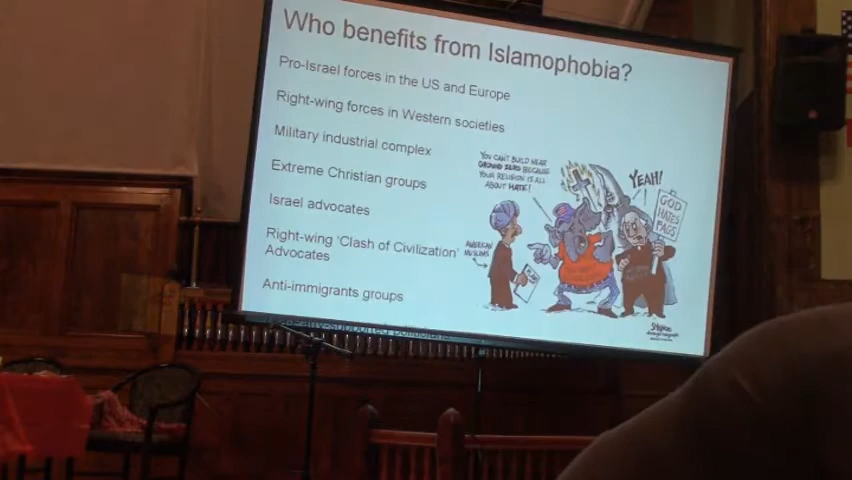 Who benefits from Islamophobia?
Pro-Israel forces in the US and Europe
Right-wing forces in Western societies
Military industrial complex
Extreme Christian groups
Israel advocates
Right-wing 'Clash of Civilization'
Advocates
Anti-immigrants groups
YOU CAN'T BUILD NEAR
GROUND ZERO BECAUSE
YOUR RELIGION IS ALL
ABOUT HATE!
YEAH!
GOD
HATES
FAGS
AMERICAN
MUSLIMS